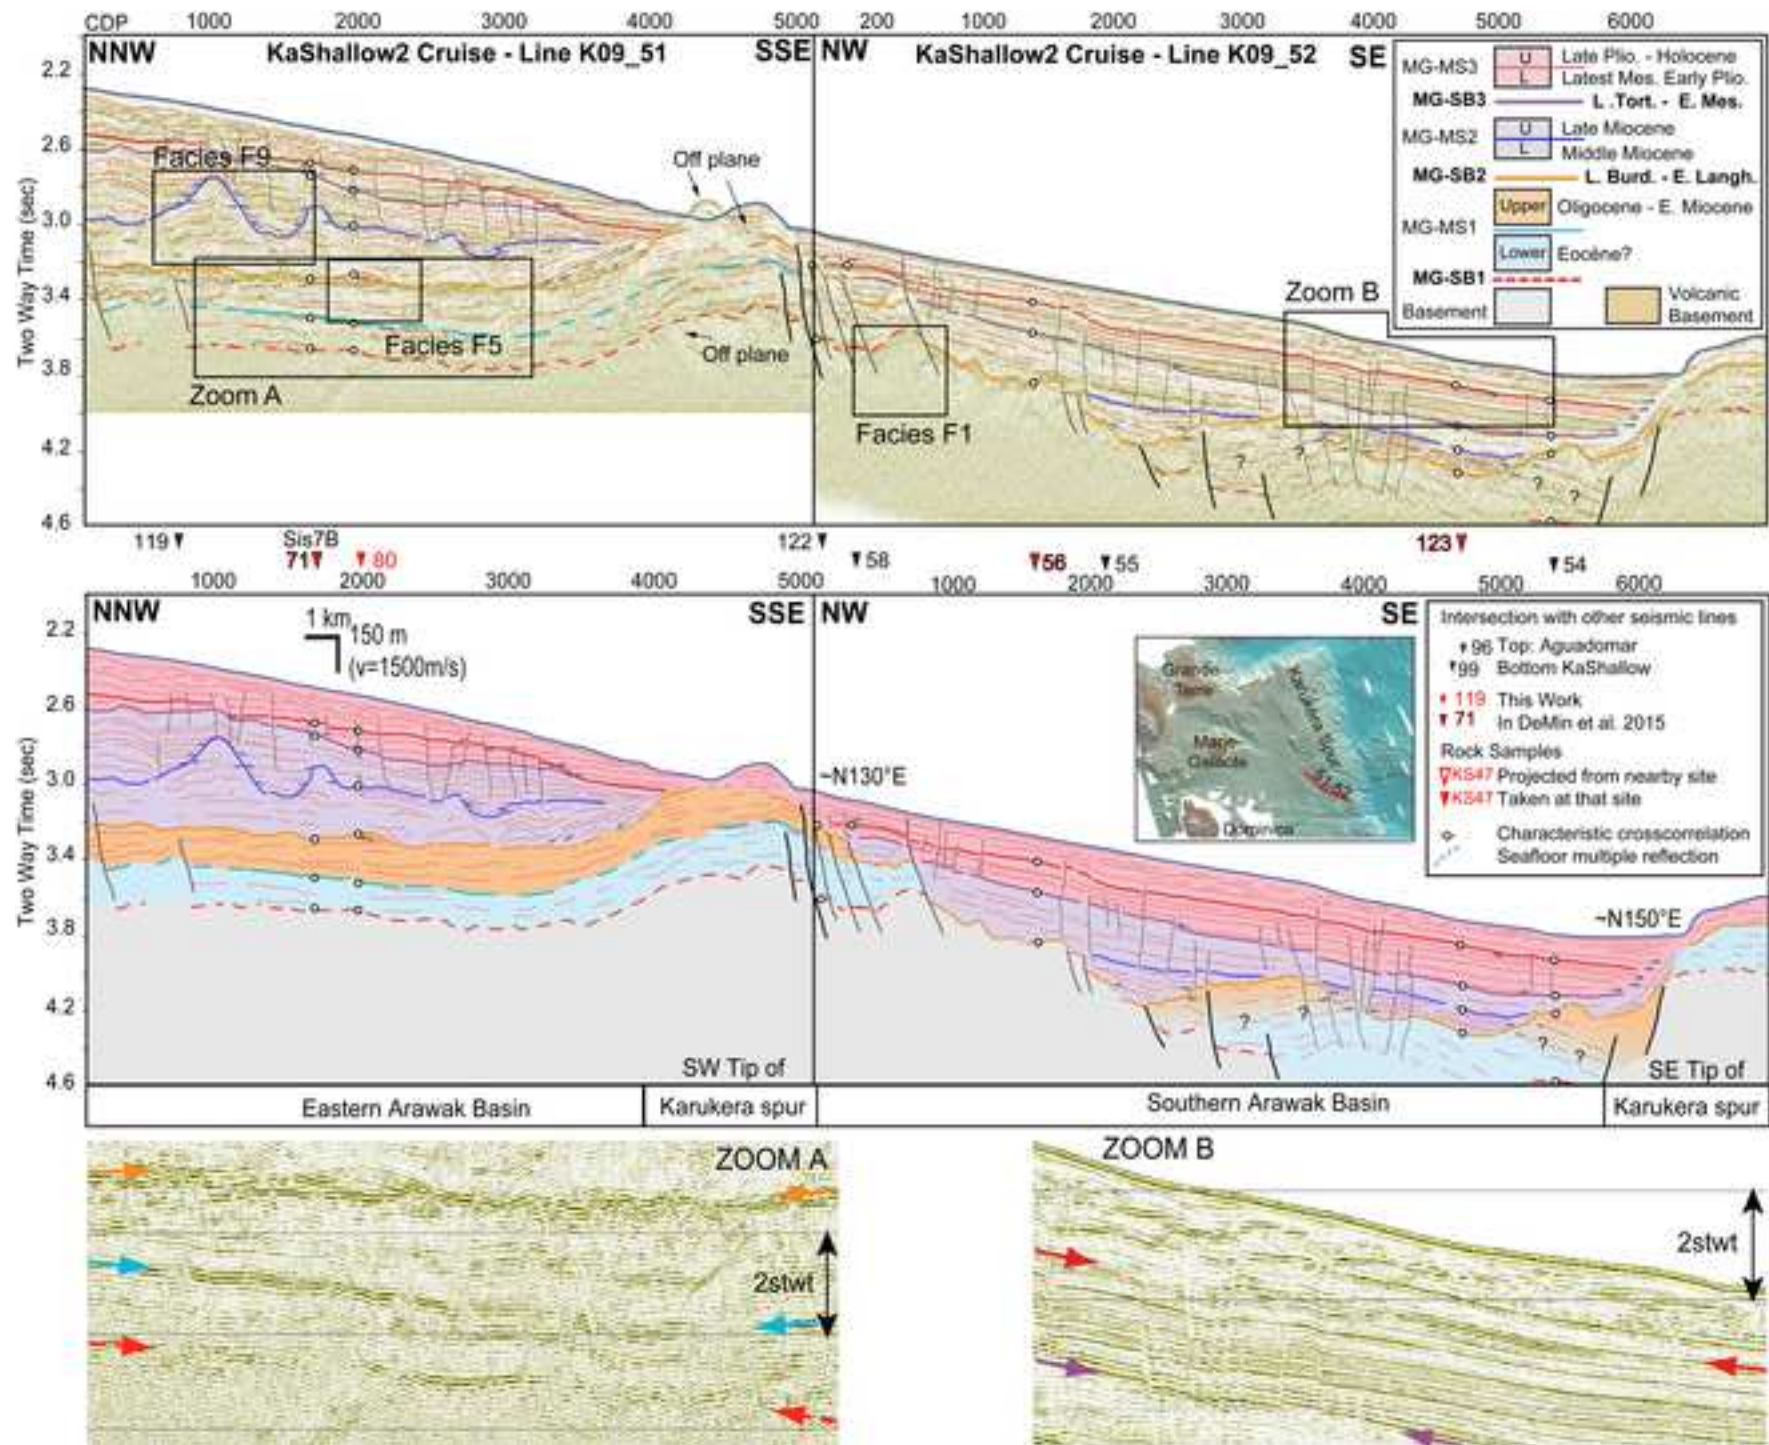 CDP 1000 2000 3000 4000 5000 200 1000 2000 3000 4000 5000 6000
NNW KaShallow2 Cruise - Line K09_51 SSE NW KaShallow2 Cruise - Line K09_52 SE
MG-MS3 U Late Plio. - Holocene
L Latest Mes. Early Plio.
MG-SB3 L .Tort. - E. Mes.
MG-MS2 U Late Miocene
L Middle Miocene
MG-SB2 L. Burd. - E. Langh.
MG-MS1 Upper Oligocene - E. Miocene
Lower Eocène?
MG-SB1
Basement Volcanic
Basement
Two Way Time (sec)
2.2
2.6
3.0
3.4
3.8
4.2
4.6
Facies F9
Off plane
Facies F5
Off plane
Zoom A
Facies F1
Zoom B
? ? ? ?
119 Sis7B 122 123
71 80 58 56 55 54
1000 2000 3000 4000 5000 1000 2000 3000 4000 5000 6000
NNW SSE NW SE
1 km
150 m
(v=1500m/s)
Two Way Time (sec)
2.2
2.6
3.0
3.4
3.8
4.2
4.6
~N130°E
~N150°E
Grande-
Terre
Karukera Spur
Marie-
Galante
51-52
Dominica
Intersection with other seismic lines
96 Top: Aguadomar
99 Bottom KaShallow
119 This Work
71 In DeMin et al. 2015
Rock Samples
KS47 Projected from nearby site
KS47 Taken at that site
Characteristic crosscorrelation
Seafloor multiple reflection
? ? ? ?
SW Tip of SE Tip of
Eastern Arawak Basin Karukera spur Southern Arawak Basin Karukera spur
ZOOM A
2stwt
ZOOM B
2stwt